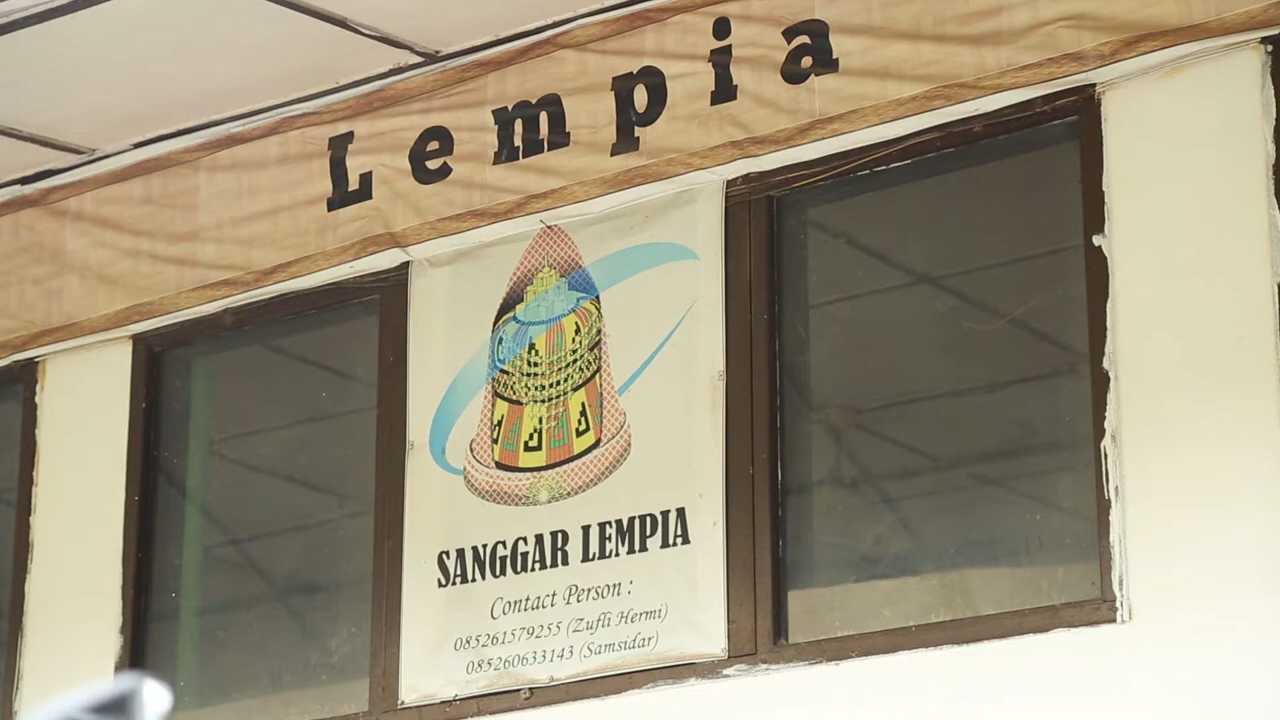 Lempia
SANGGAR LEMPIA
Contact Person :
085261579255 (Zufli Hermi)
085260633143 (Samsidar)